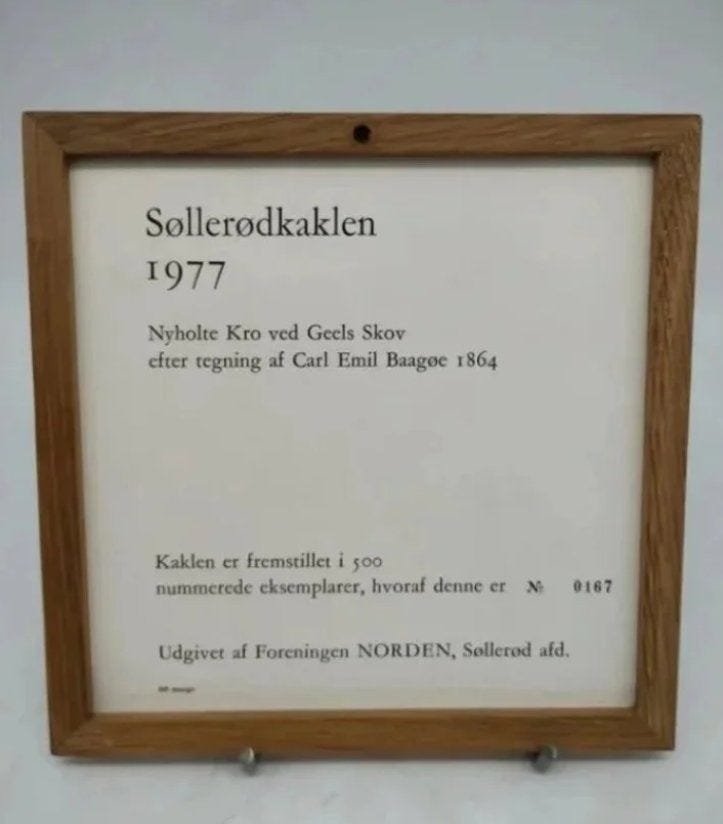 Søllerødkaklen
1977
Nyholte Kro ved Geels Skov
efter tegning af Carl Emil Baagøe 1864
Kaklen er fremstillet i 500
nummerede eksemplarer, hvoraf denne er № 0167
Udgivet af Foreningen NORDEN, Søllerød afd.